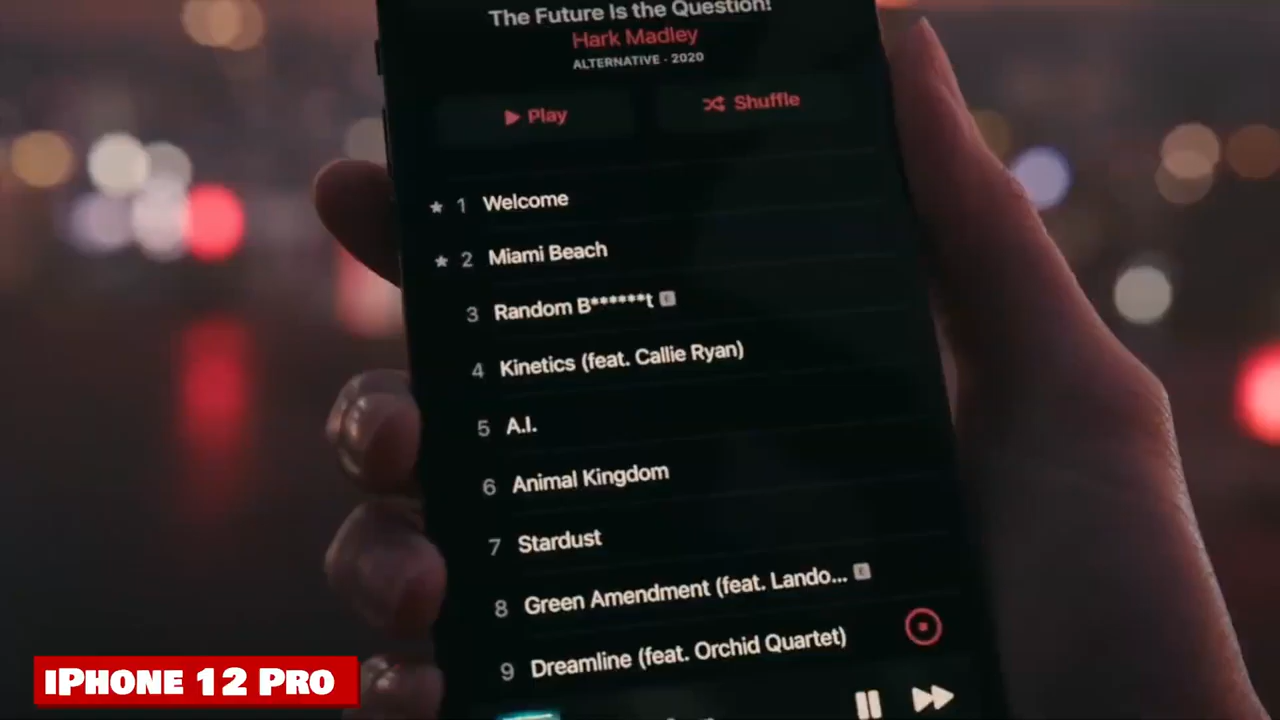 The Future Is the Question!
Hark Madley
ALTERNATIVE · 2020
Play
Shuffle
★ 1 Welcome
★ 2 Miami Beach
3 Random B******t E
4 Kinetics (feat. Callie Ryan)
5 A.I.
6 Animal Kingdom
7 Stardust
8 Green Amendment (feat. Lando... E
9 Dreamline (feat. Orchid Quartet)
iPhone 12 Pro